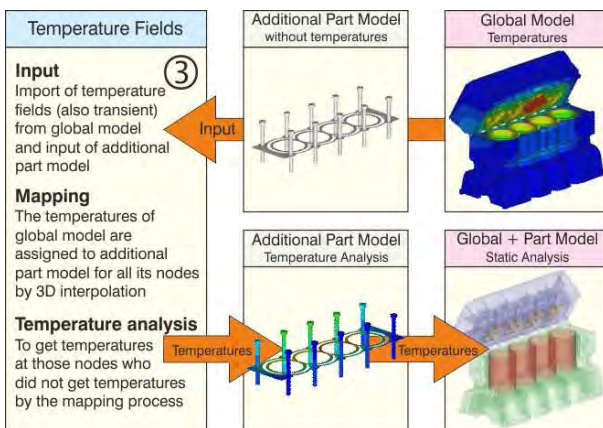 Temperature Fields
③
Input
Import of temperature
fields (also transient)
from global model
and input of additional
part model
Mapping
The temperatures of
global model are
assigned to additional
part model for all its nodes
by 3D interpolation
Temperature analysis
To get temperatures
at those nodes who
did not get temperatures
by the mapping process
Additional Part Model
without temperatures
Input
Global Model
Temperatures
Additional Part Model
Temperature Analysis
Temperatures
Global + Part Model
Static Analysis
Temperatures